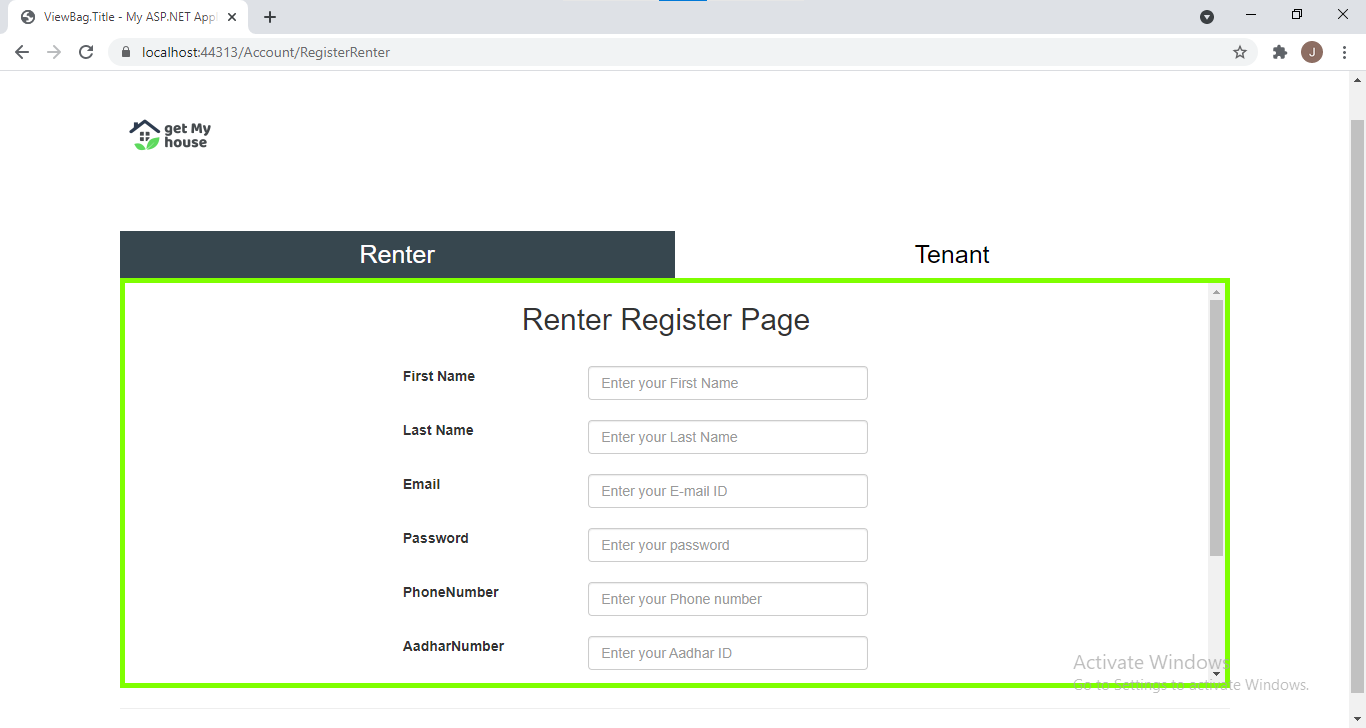 ViewBag.Title - My ASP.NET Appl
localhost:44313/Account/RegisterRenter
J
get My
house
Renter
Tenant
Renter Register Page
First Name
Enter your First Name
Last Name
Enter your Last Name
Email
Enter your E-mail ID
Password
Enter your password
PhoneNumber
Enter your Phone number
AadharNumber
Enter your Aadhar ID
Activate Windows
Go to Settings to activate Windows.